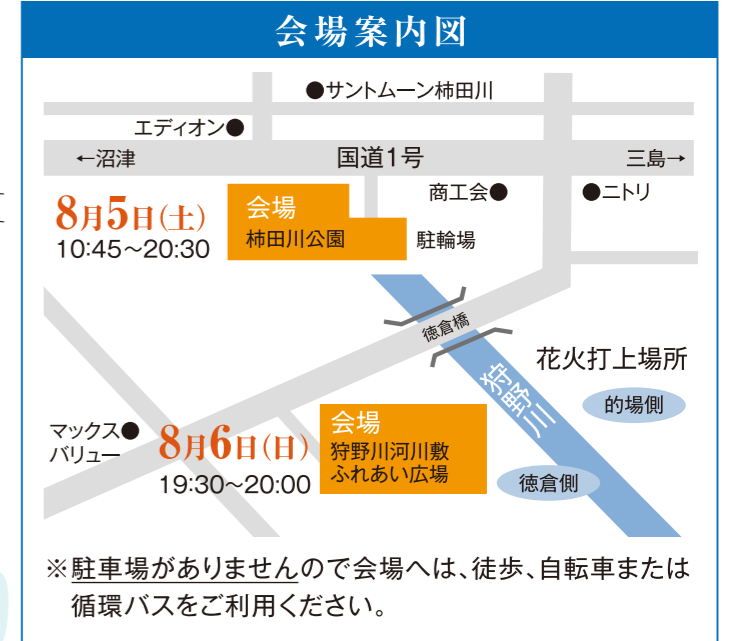 会場案内図
●サントムーン柿田川
エディオン●
←沼津
国道1号
三島→
商工会●
●ニトリ
8月5日(土)
10:45～20:30
会場
柿田川公園
駐輪場
徳倉橋
狩野川
花火打上場所
的場側
徳倉側
マックス●
バリュー
8月6日(日)
19:30～20:00
会場
狩野川河川敷
ふれあい広場
※駐車場がありませんので会場へは、徒歩、自転車または
循環バスをご利用ください。